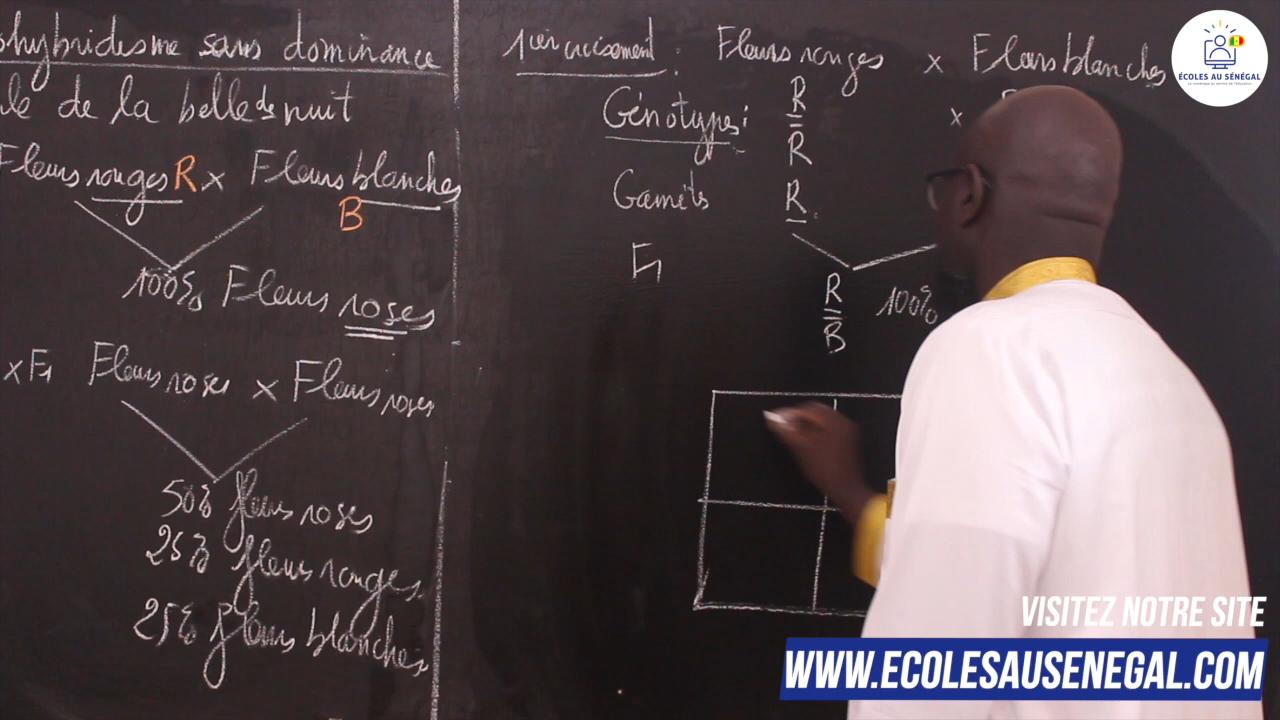 ohybridisme sans dominance
le de la belle de nuit
Fleurs rouges R x Fleurs blanches
B
100% Fleurs roses
x F1 Fleurs roses x Fleurs roses
50% fleurs roses
25% fleurs rouges
25% fleurs blanches
1er croisement : Fleurs rouges x Fleurs blanches
Génotypes : R x
R
Gaméts R
F1
R 100%
B
ÉCOLES AU SÉNÉGAL
VISITEZ NOTRE SITE
WWW.ECOLESAUSENEGAL.COM